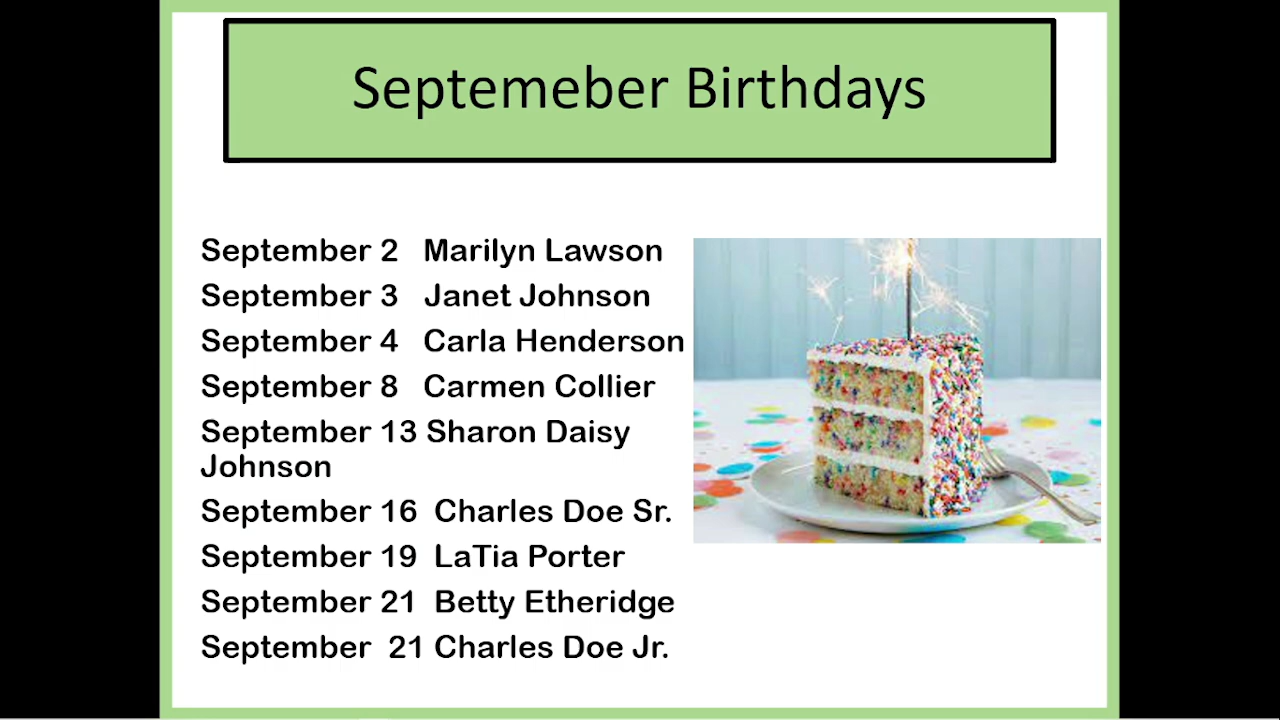 Septemeber Birthdays
September 2 Marilyn Lawson
September 3 Janet Johnson
September 4 Carla Henderson
September 8 Carmen Collier
September 13 Sharon Daisy
Johnson
September 16 Charles Doe Sr.
September 19 LaTia Porter
September 21 Betty Etheridge
September 21 Charles Doe Jr.